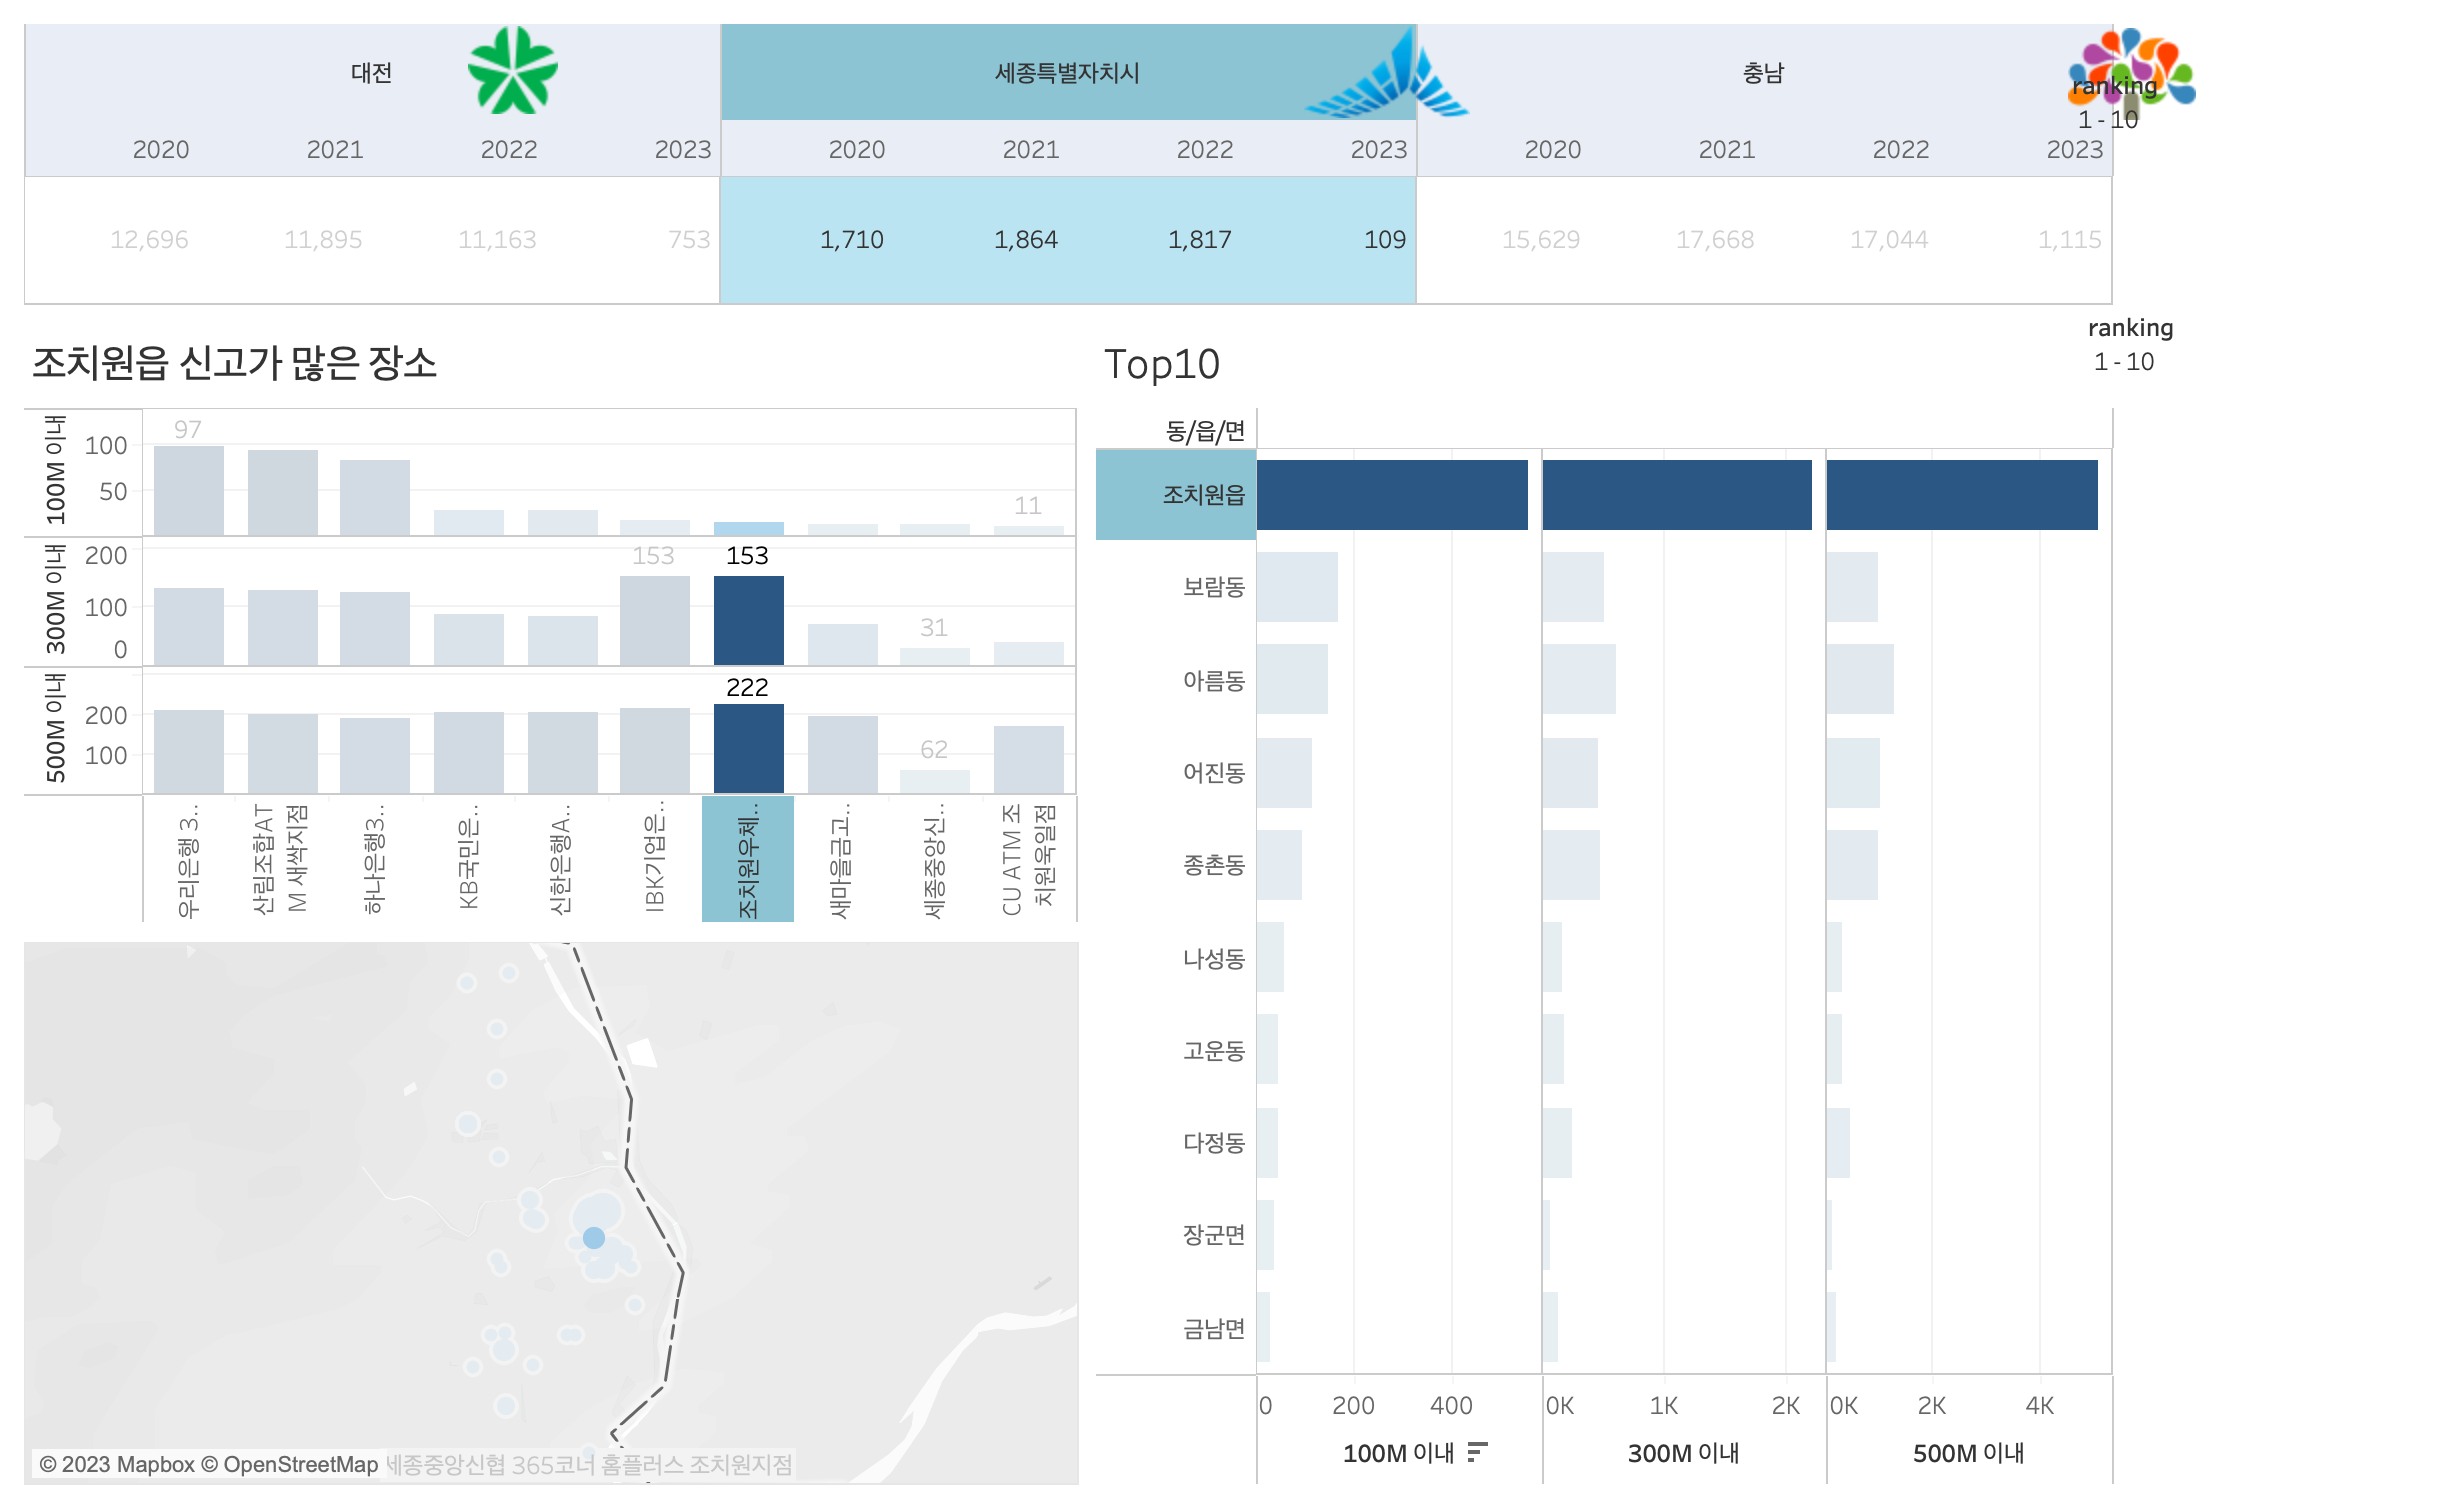 대전 세종특별자치시 충남
ranking
1 - 10
2020 2021 2022 2023 2020 2021 2022 2023 2020 2021 2022 2023
12,696 11,895 11,163 753 1,710 1,864 1,817 109 15,629 17,668 17,044 1,115
ranking
1 - 10
조치원읍 신고가 많은 장소
100M 이내
100
50
97
11
300M 이내
200
100
0
153
153
31
500M 이내
200
100
222
62
우리은행 3..
산림조합AT
M 새싹지점
하나은행3..
KB국민은..
신한은행A..
IBK기업은..
조치원우체..
새마을금고..
세종중앙신..
CU ATM 조
치원욱일점
© 2023 Mapbox © OpenStreetMap
세종중앙신협 365코너 홈플러스 조치원지점
Top10
동/읍/면
조치원읍
보람동
아름동
어진동
종촌동
나성동
고운동
다정동
장군면
금남면
0 200 400 0K 1K 2K 0K 2K 4K
100M 이내 300M 이내 500M 이내